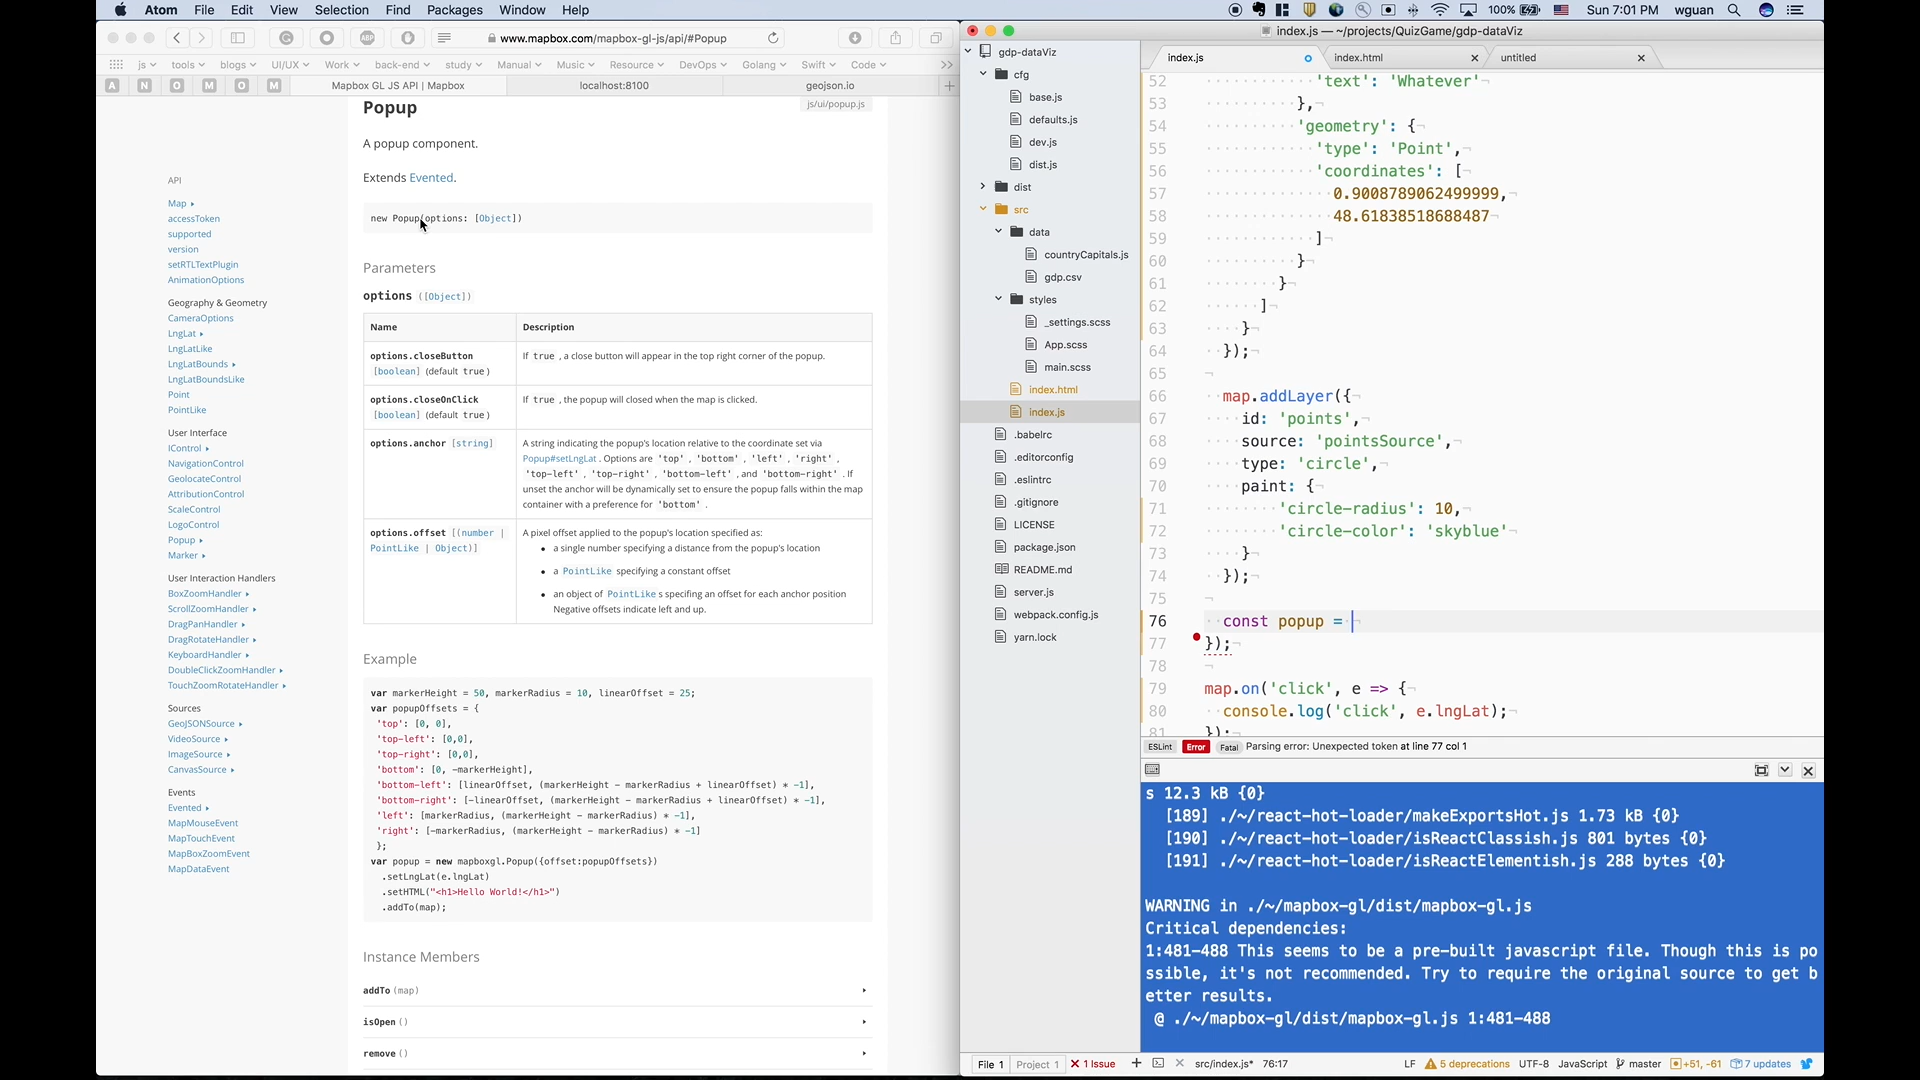 Atom File Edit View Selection Find Packages Window Help
100% Sun 7:01 PM wguan
www.mapbox.com/mapbox-gl-js/api/#Popup
js tools blogs UI/UX Work back-end study Manual Music Resource DevOps Golang Swift Code >>
A N O M O M Mapbox GL JS API | Mapbox localhost:8100 geojson.io +
API
Map
accessToken
supported
version
setRTLTextPlugin
AnimationOptions
Geography & Geometry
CameraOptions
LngLat
LngLatLike
LngLatBounds
LngLatBoundsLike
Point
PointLike
User Interface
IControl
NavigationControl
GeolocateControl
AttributionControl
ScaleControl
LogoControl
Popup
Marker
User Interaction Handlers
BoxZoomHandler
ScrollZoomHandler
DragPanHandler
DragRotateHandler
KeyboardHandler
DoubleClickZoomHandler
TouchZoomRotateHandler
Sources
GeoJSONSource
VideoSource
ImageSource
CanvasSource
Events
Evented
MapMouseEvent
MapTouchEvent
MapBoxZoomEvent
MapDataEvent
Popup
js/ui/popup.js
A popup component.
Extends Evented.
new Popup(options: [Object])
Parameters
options ([Object])
Name Description
options.closeButton
[boolean] (default true)
If true , a close button will appear in the top right corner of the popup.
options.closeOnClick
[boolean] (default true)
If true , the popup will closed when the map is clicked.
options.anchor [string]
A string indicating the popup's location relative to the coordinate set via
Popup#setLngLat . Options are 'top' , 'bottom' , 'left' , 'right' ,
'top-left' , 'top-right' , 'bottom-left' , and 'bottom-right' . If
unset the anchor will be dynamically set to ensure the popup falls within the map
container with a preference for 'bottom' .
options.offset [(number |
PointLike | Object)]
A pixel offset applied to the popup's location specified as:
• a single number specifying a distance from the popup's location
• a PointLike specifying a constant offset
• an object of PointLike s specifing an offset for each anchor position
Negative offsets indicate left and up.
Example
var markerHeight = 50, markerRadius = 10, linearOffset = 25;
var popupOffsets = {
'top': [0, 0],
'top-left': [0,0],
'top-right': [0,0],
'bottom': [0, -markerHeight],
'bottom-left': [linearOffset, (markerHeight - markerRadius + linearOffset) * -1],
'bottom-right': [-linearOffset, (markerHeight - markerRadius + linearOffset) * -1],
'left': [markerRadius, (markerHeight - markerRadius) * -1],
'right': [-markerRadius, (markerHeight - markerRadius) * -1]
};
var popup = new mapboxgl.Popup({offset:popupOffsets})
.setLngLat(e.lngLat)
.setHTML("<h1>Hello World!</h1>")
.addTo(map);
Instance Members
addTo (map)
isOpen ()
remove ()
index.js — ~/projects/QuizGame/gdp-dataViz
gdp-dataViz
cfg
base.js
defaults.js
dev.js
dist.js
dist
src
data
countryCapitals.js
gdp.csv
styles
_settings.scss
App.scss
main.scss
index.html
index.js
.babelrc
.editorconfig
.eslintrc
.gitignore
LICENSE
package.json
README.md
server.js
webpack.config.js
yarn.lock
index.js index.html untitled
52 'text': 'Whatever'
53 },
54 'geometry': {
55 'type': 'Point',
56 'coordinates': [
57 0.9008789062499999,
58 48.61838518688487
59 ]
60 }
61 }
62 ]
63 }
64 });
65
66 map.addLayer({
67 id: 'points',
68 source: 'pointsSource',
69 type: 'circle',
70 paint: {
71 'circle-radius': 10,
72 'circle-color': 'skyblue'
73 }
74 });
75
76 const popup =
77 });
78
79 map.on('click', e => {
80 console.log('click', e.lngLat);
81 });
ESLint Error Fatal Parsing error: Unexpected token at line 77 col 1
s 12.3 kB {0}
[189] ./~/react-hot-loader/makeExportsHot.js 1.73 kB {0}
[190] ./~/react-hot-loader/isReactClassish.js 801 bytes {0}
[191] ./~/react-hot-loader/isReactElementish.js 288 bytes {0}
WARNING in ./~/mapbox-gl/dist/mapbox-gl.js
Critical dependencies:
1:481-488 This seems to be a pre-built javascript file. Though this is po
ssible, it's not recommended. Try to require the original source to get b
etter results.
@ ./~/mapbox-gl/dist/mapbox-gl.js 1:481-488
File 1 Project 1 1 Issue src/index.js* 76:17 LF 5 deprecations UTF-8 JavaScript master +51, -61 7 updates